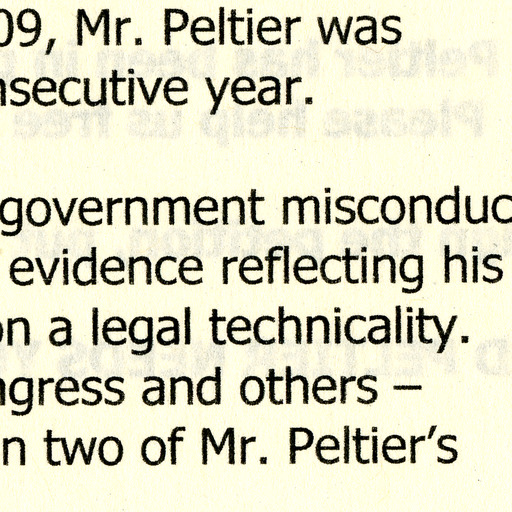 09, Mr. Peltier was
nsecutive year.
government misconduc
evidence reflecting his
on a legal technicality.
ngress and others –
n two of Mr. Peltier's